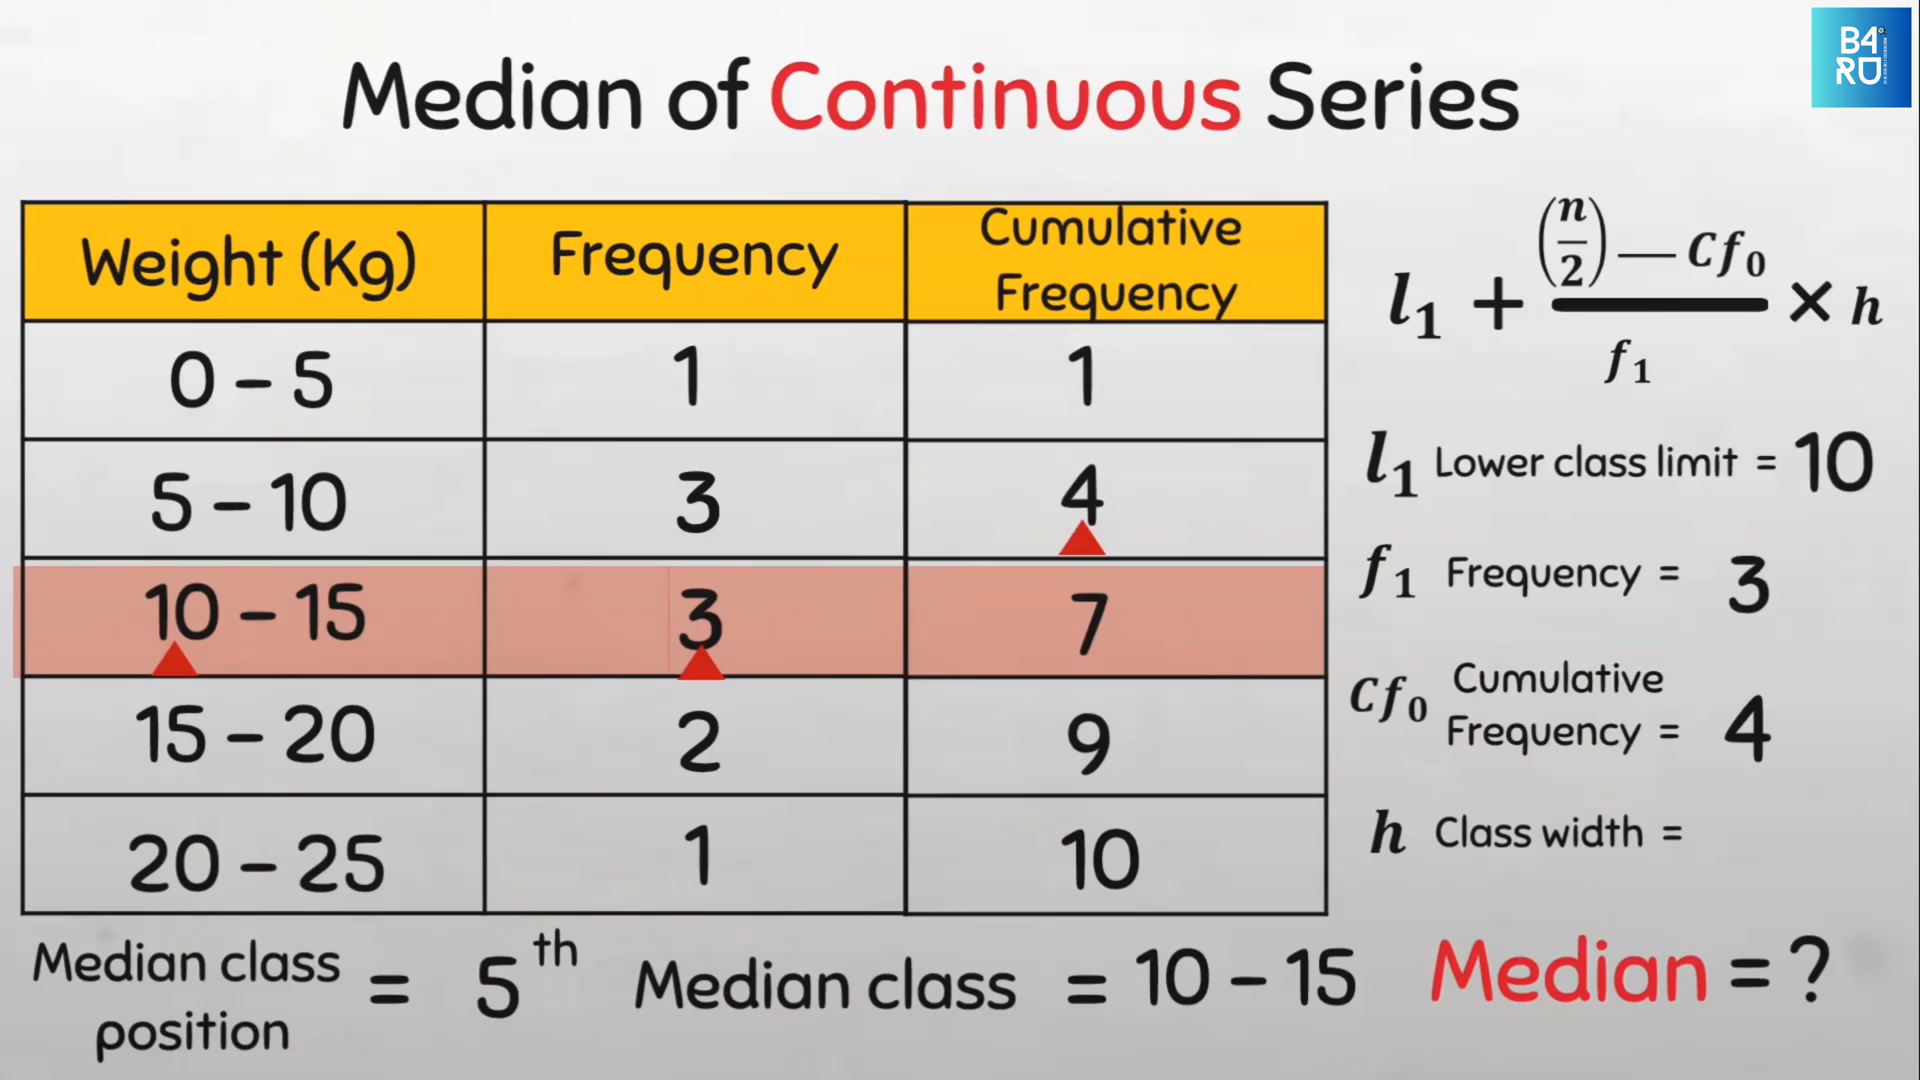 B4
RU
Median of Continuous Series
Weight (Kg) Frequency Cumulative Frequency
0 – 5 1 1
5 – 10 3 4
10 – 15 3 7
15 – 20 2 9
20 – 25 1 10
l₁ + ((n/2) — Cf₀)/f₁ × h
l₁ Lower class limit = 10
f₁ Frequency = 3
Cf₀ Cumulative Frequency = 4
h Class width =
Median class position = 5th
Median class = 10 – 15
Median = ?